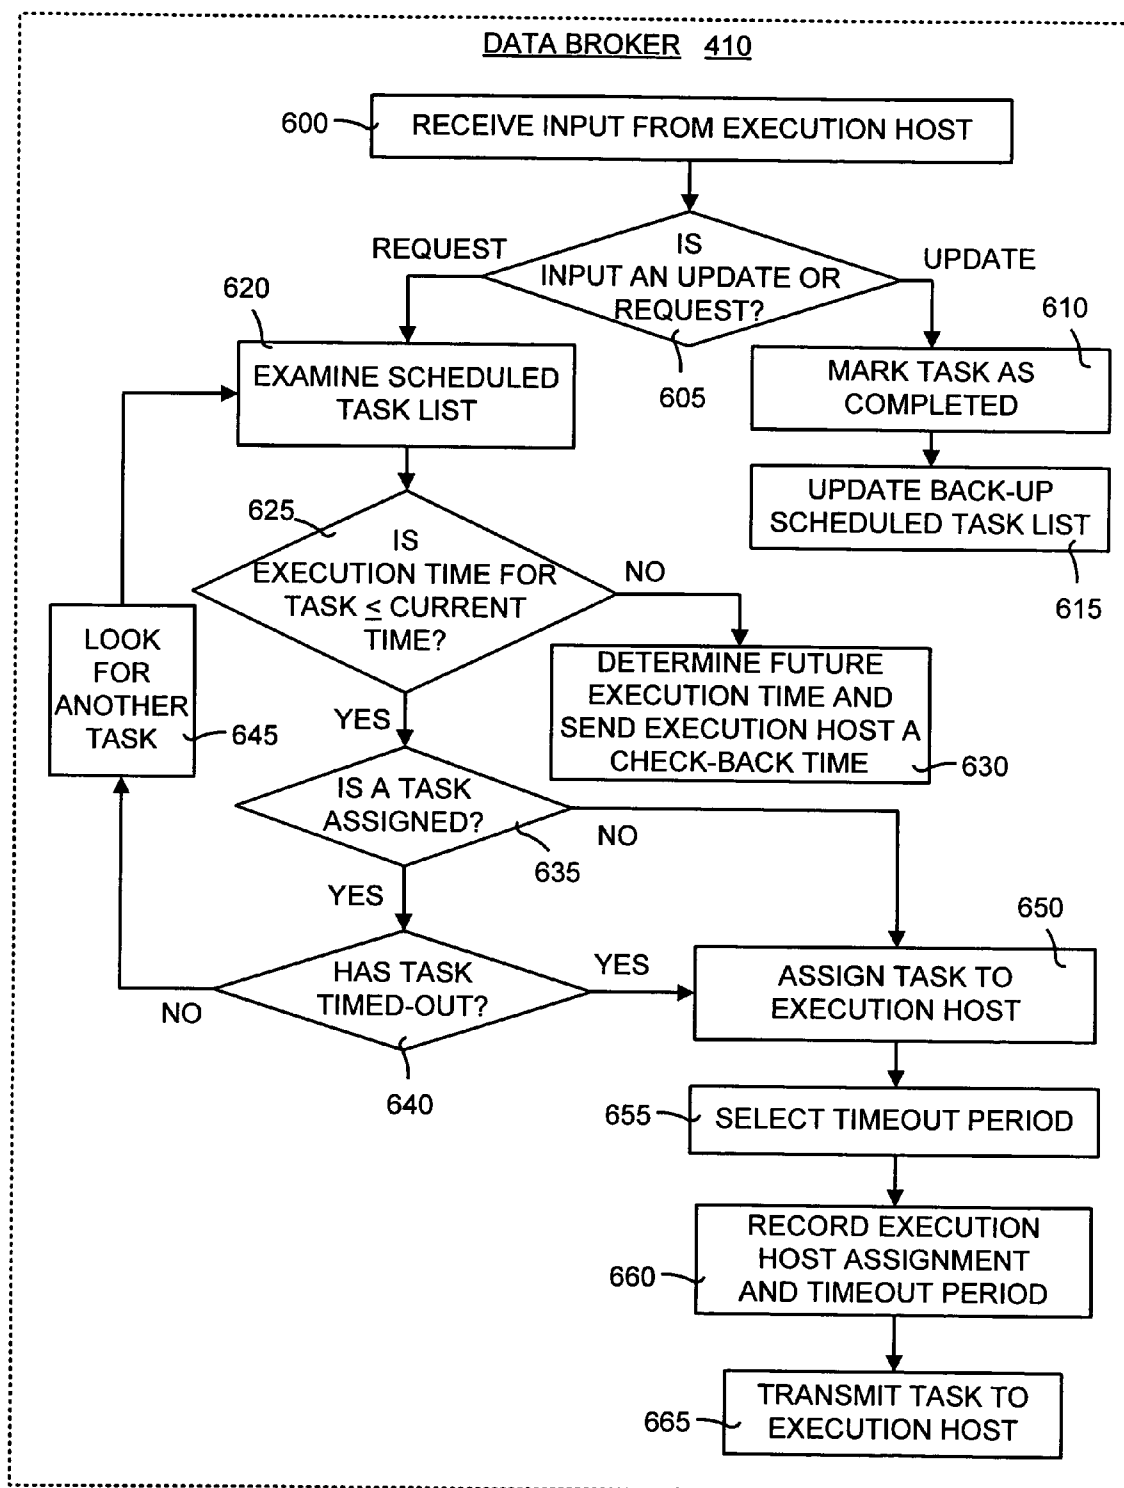 DATA BROKER 410
600
RECEIVE INPUT FROM EXECUTION HOST
IS
INPUT AN UPDATE OR
REQUEST?
605
REQUEST
UPDATE
620
EXAMINE SCHEDULED
TASK LIST
610
MARK TASK AS
COMPLETED
UPDATE BACK-UP
SCHEDULED TASK LIST
615
625
IS
EXECUTION TIME FOR
TASK ≤ CURRENT
TIME?
NO
YES
DETERMINE FUTURE
EXECUTION TIME AND
SEND EXECUTION HOST A
CHECK-BACK TIME
630
LOOK
FOR
ANOTHER
TASK
645
IS A TASK
ASSIGNED?
635
NO
YES
HAS TASK
TIMED-OUT?
640
NO
YES
650
ASSIGN TASK TO
EXECUTION HOST
655
SELECT TIMEOUT PERIOD
660
RECORD EXECUTION
HOST ASSIGNMENT
AND TIMEOUT PERIOD
665
TRANSMIT TASK TO
EXECUTION HOST